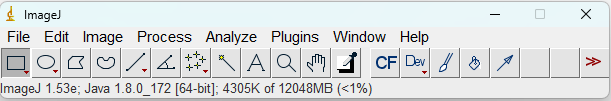 ImageJ
File Edit Image Process Analyze Plugins Window Help
A CF Dev >>
ImageJ 1.53e; Java 1.8.0_172 [64-bit]; 4305K of 12048MB (<1%)